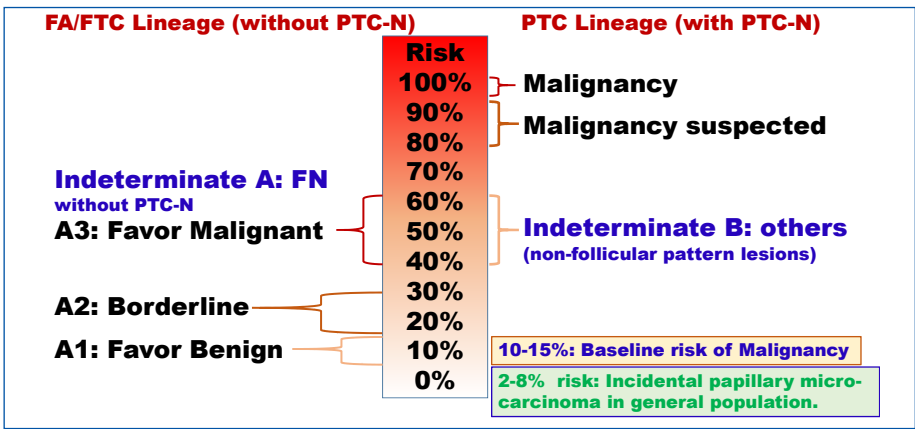 FA/FTC Lineage (without PTC-N)
PTC Lineage (with PTC-N)
Risk
100%
90%
80%
70%
60%
50%
40%
30%
20%
10%
0%
Indeterminate A: FN
without PTC-N
A3: Favor Malignant
A2: Borderline
A1: Favor Benign
Malignancy
Malignancy suspected
Indeterminate B: others
(non-follicular pattern lesions)
10-15%: Baseline risk of Malignancy
2-8% risk: Incidental papillary micro-
carcinoma in general population.